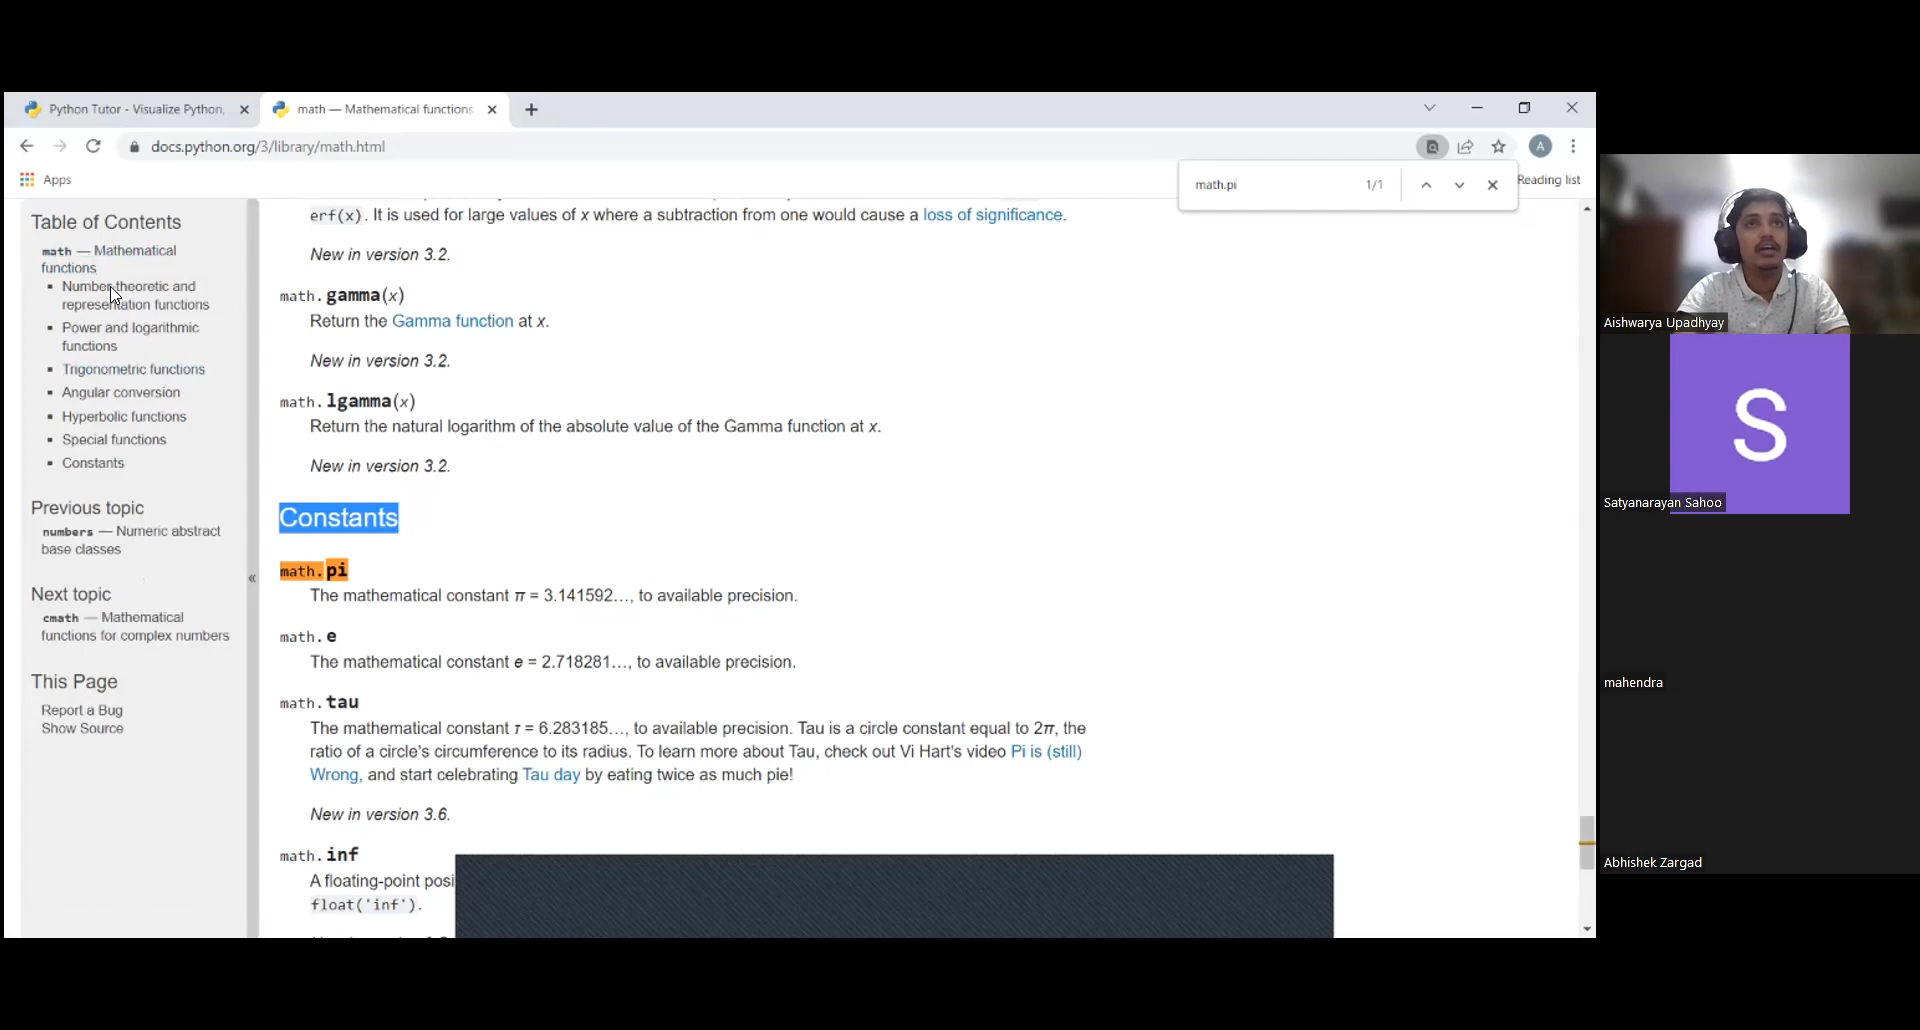 Python Tutor - Visualize Python,
math — Mathematical functions
docs.python.org/3/library/math.html
A
Apps
Reading list
math.pi
1/1
Table of Contents
math — Mathematical
functions
Number-theoretic and
representation functions
Power and logarithmic
functions
Trigonometric functions
Angular conversion
Hyperbolic functions
Special functions
Constants
Previous topic
numbers — Numeric abstract
base classes
Next topic
cmath — Mathematical
functions for complex numbers
This Page
Report a Bug
Show Source
«
erf(x). It is used for large values of x where a subtraction from one would cause a loss of significance.
New in version 3.2.
math.gamma(x)
Return the Gamma function at x.
New in version 3.2.
math.lgamma(x)
Return the natural logarithm of the absolute value of the Gamma function at x.
New in version 3.2.
Constants
math.pi
The mathematical constant π = 3.141592…, to available precision.
math.e
The mathematical constant e = 2.718281…, to available precision.
math.tau
The mathematical constant τ = 6.283185…, to available precision. Tau is a circle constant equal to 2π, the
ratio of a circle's circumference to its radius. To learn more about Tau, check out Vi Hart's video Pi is (still)
Wrong, and start celebrating Tau day by eating twice as much pie!
New in version 3.6.
math.inf
A floating-point posi
float('inf').
Aishwarya Upadhyay
S
Satyanarayan Sahoo
mahendra
Abhishek Zargad